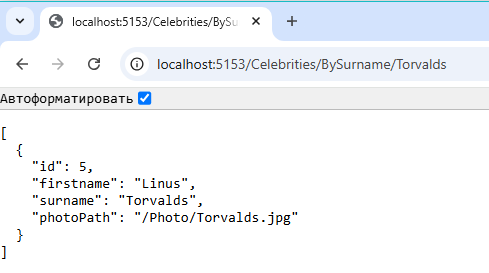 localhost:5153/Celebrities/BySu
localhost:5153/Celebrities/BySurname/Torvalds
Автоформатировать
[
  {
    "id": 5,
    "firstname": "Linus",
    "surname": "Torvalds",
    "photoPath": "/Photo/Torvalds.jpg"
  }
]